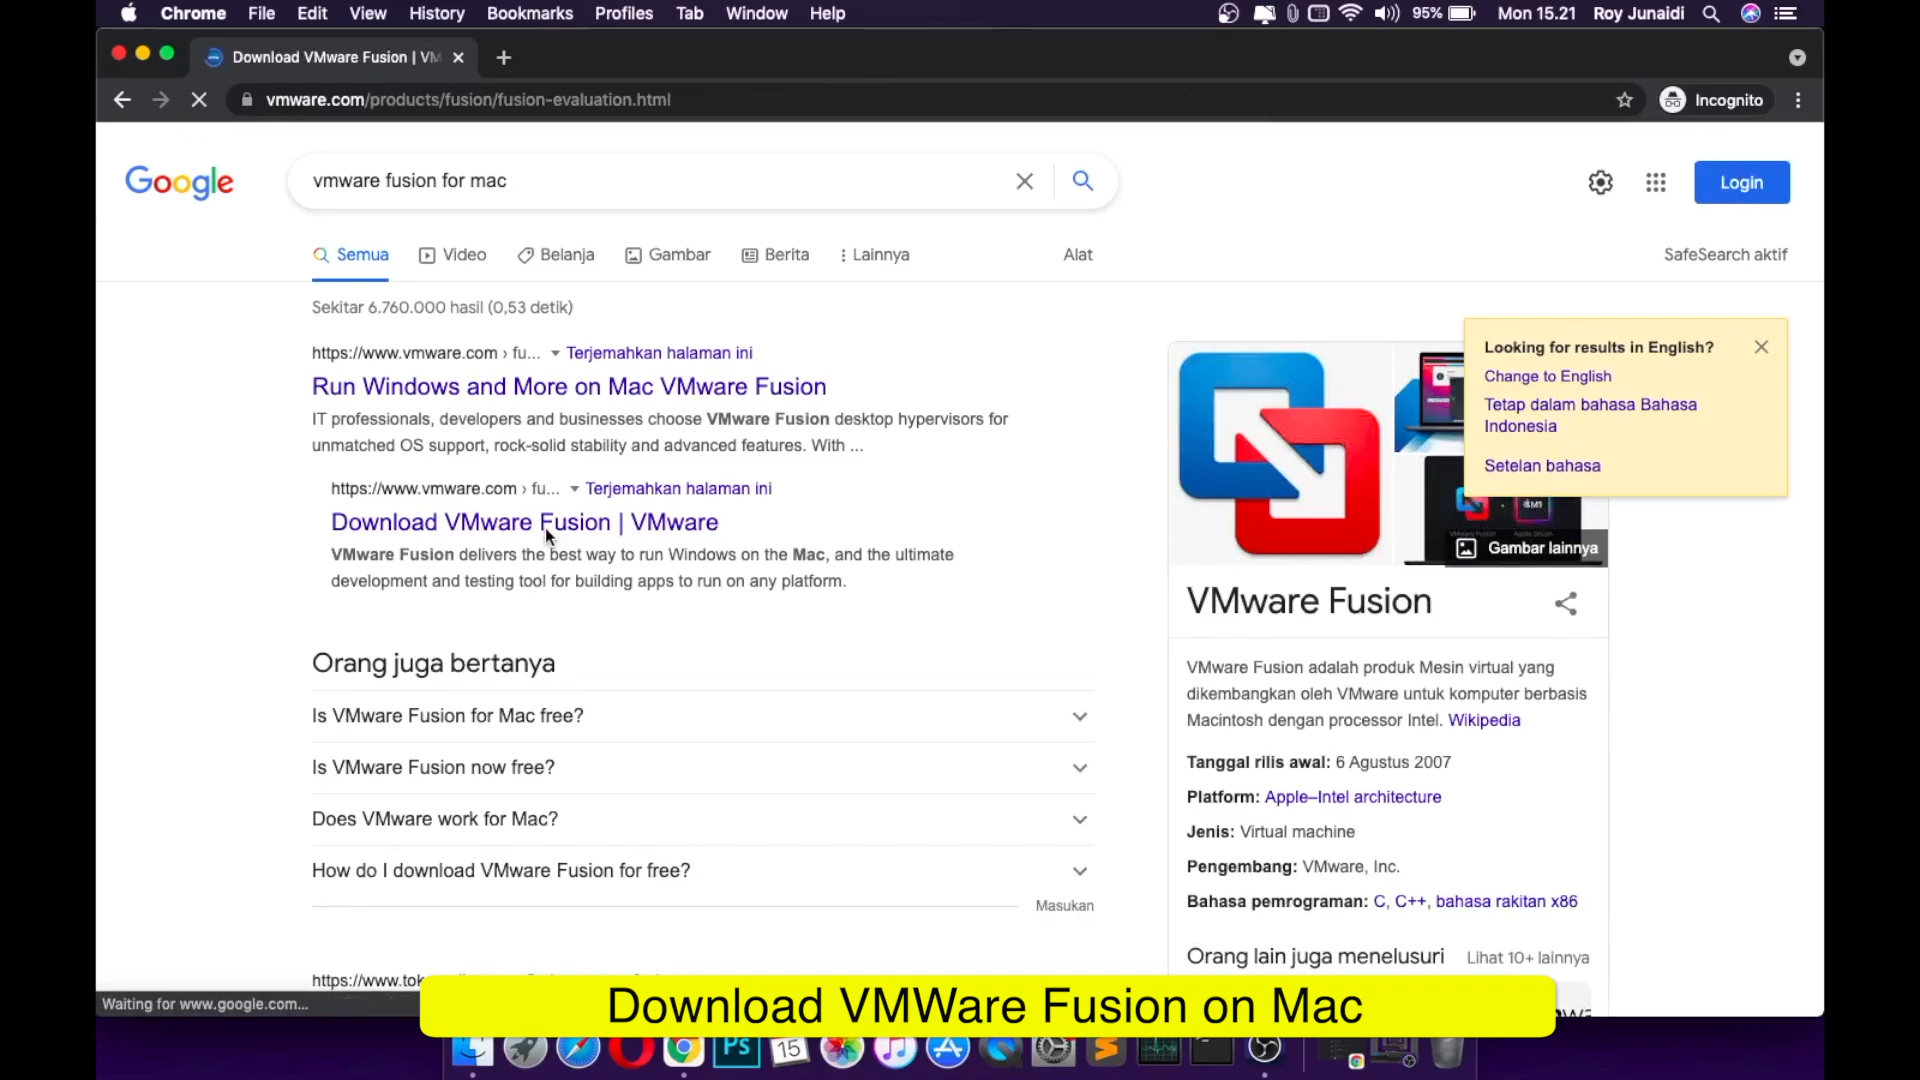 Chrome File Edit View History Bookmarks Profiles Tab Window Help 95% Mon 15.21 Roy Junaidi
Download VMware Fusion | VM
vmware.com/products/fusion/fusion-evaluation.html Incognito
Google vmware fusion for mac Login
Semua Video Belanja Gambar Berita Lainnya Alat SafeSearch aktif
Sekitar 6.760.000 hasil (0,53 detik)
https://www.vmware.com › fu... Terjemahkan halaman ini
Run Windows and More on Mac VMware Fusion
IT professionals, developers and businesses choose VMware Fusion desktop hypervisors for
unmatched OS support, rock-solid stability and advanced features. With ...
https://www.vmware.com › fu... Terjemahkan halaman ini
Download VMware Fusion | VMware
VMware Fusion delivers the best way to run Windows on the Mac, and the ultimate
development and testing tool for building apps to run on any platform.
Orang juga bertanya
Is VMware Fusion for Mac free?
Is VMware Fusion now free?
Does VMware work for Mac?
How do I download VMware Fusion for free?
Masukan
https://www.tok
Looking for results in English?
Change to English
Tetap dalam bahasa Bahasa
Indonesia
Setelan bahasa
Gambar lainnya
VMware Fusion
VMware Fusion adalah produk Mesin virtual yang
dikembangkan oleh VMware untuk komputer berbasis
Macintosh dengan processor Intel. Wikipedia
Tanggal rilis awal: 6 Agustus 2007
Platform: Apple–Intel architecture
Jenis: Virtual machine
Pengembang: VMware, Inc.
Bahasa pemrograman: C, C++, bahasa rakitan x86
Orang lain juga menelusuri Lihat 10+ lainnya
Waiting for www.google.com...
Download VMWare Fusion on Mac
Ps 15